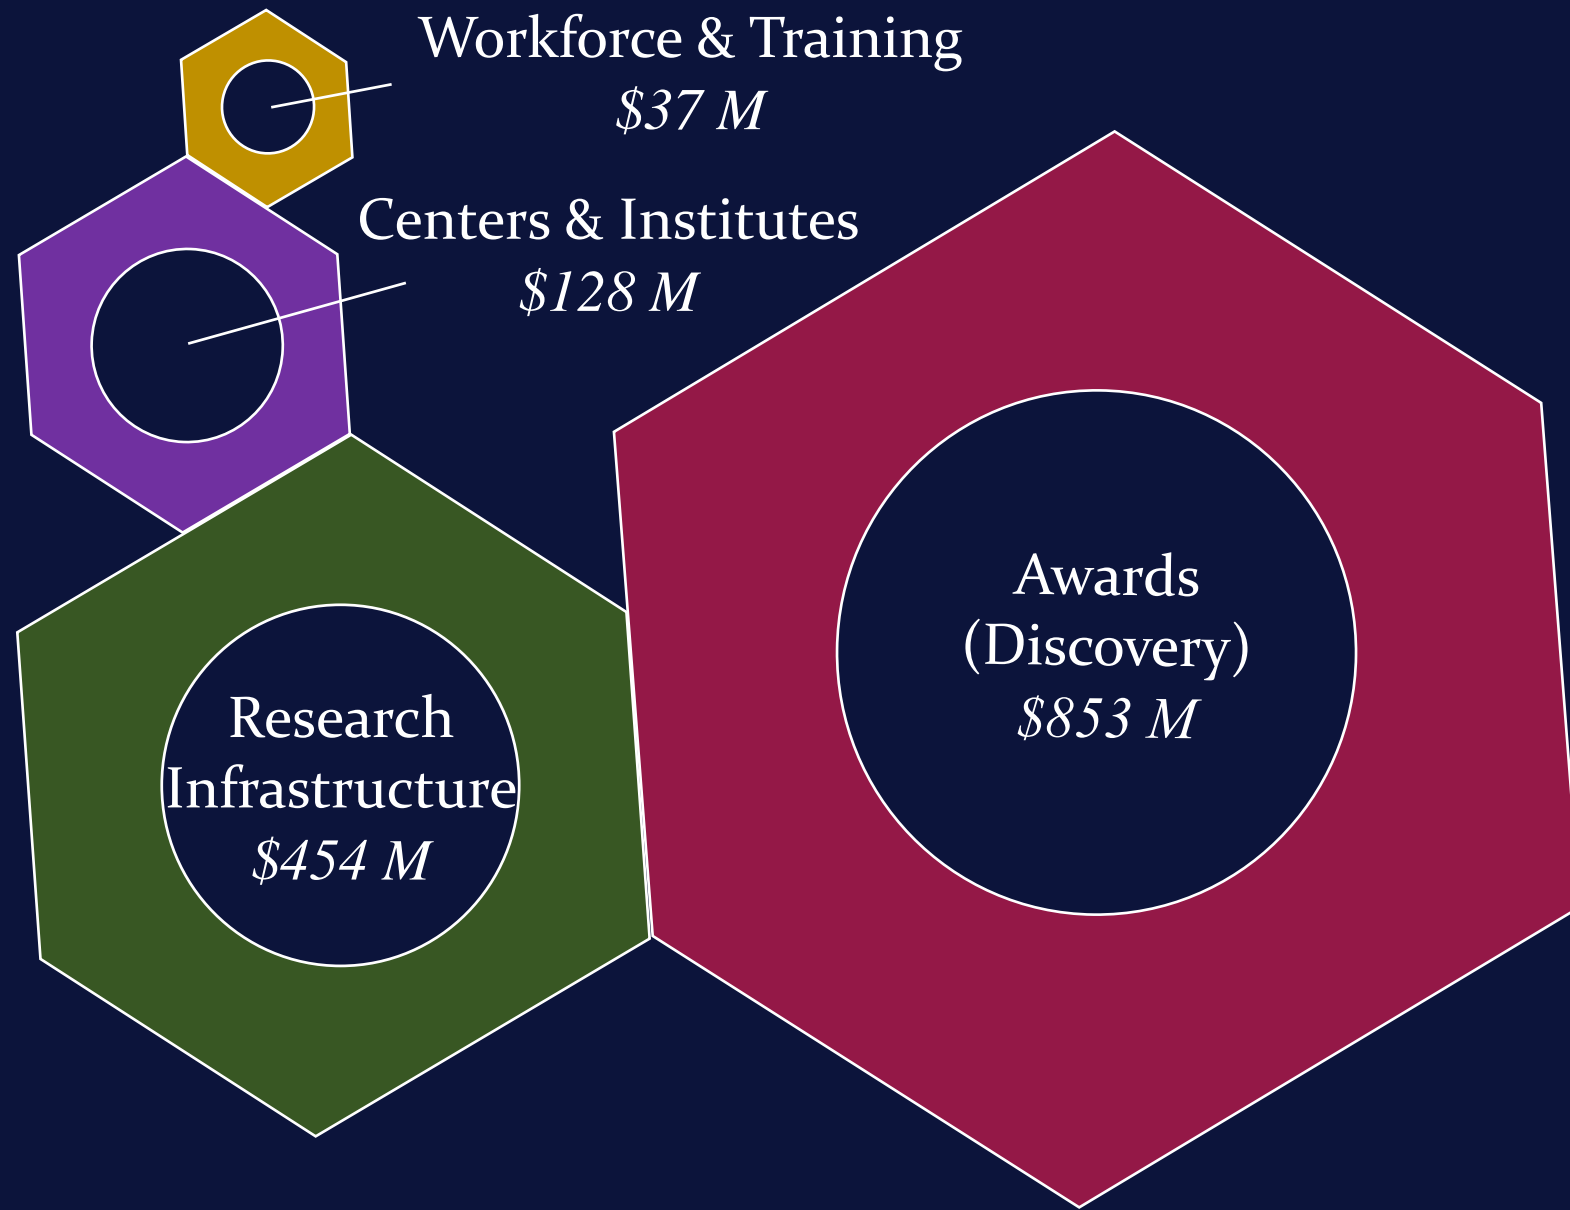 Workforce & Training
$37 M
Centers & Institutes
$128 M
Awards
(Discovery)
$853 M
Research
Infrastructure
$454 M